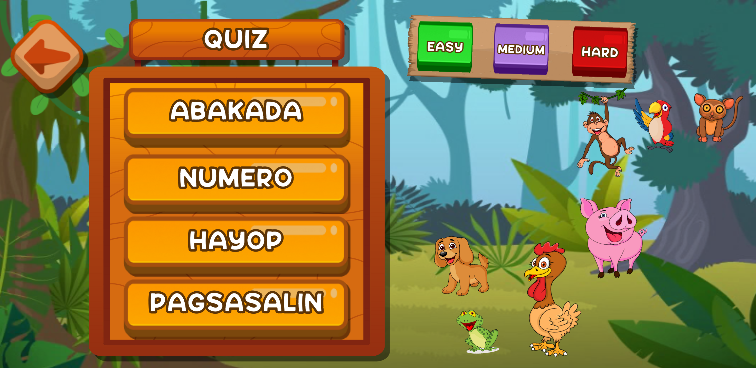 QUIZ
EASY
MEDIUM
HARD
ABAKADA
NUMERO
HAYOP
PAGSASALIN